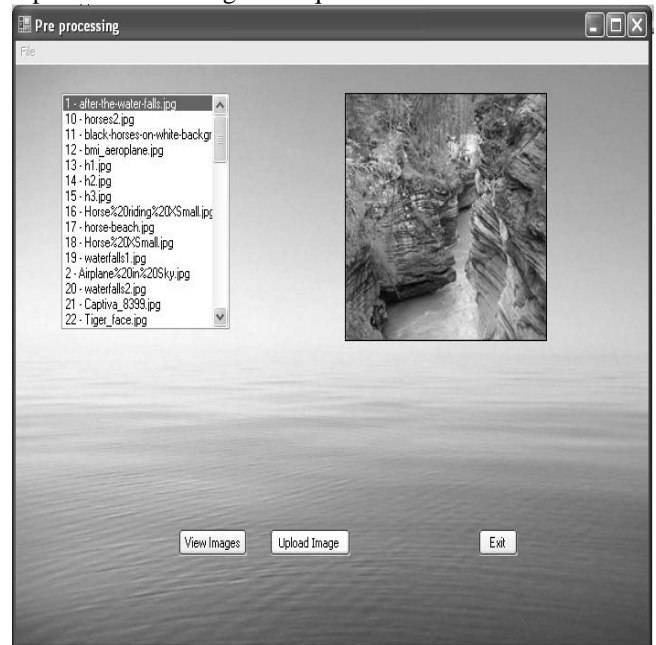 Pre processing
File
1 - after-the-water-falls.jpg
10 - horses2.jpg
11 - black-horses-on-white-backgr
12 - bmi_aeroplane.jpg
13 - h1.jpg
14 - h2.jpg
15 - h3.jpg
16 - Horse%20riding%20XSmall.jpg
17 - horse-beach.jpg
18 - Horse%20XSmall.jpg
19 - waterfalls1.jpg
2 - Airplane%20in%20Sky.jpg
20 - waterfalls2.jpg
21 - Captiva_8399.jpg
22 - Tiger_face.jpg
View Images
Upload Image
Exit